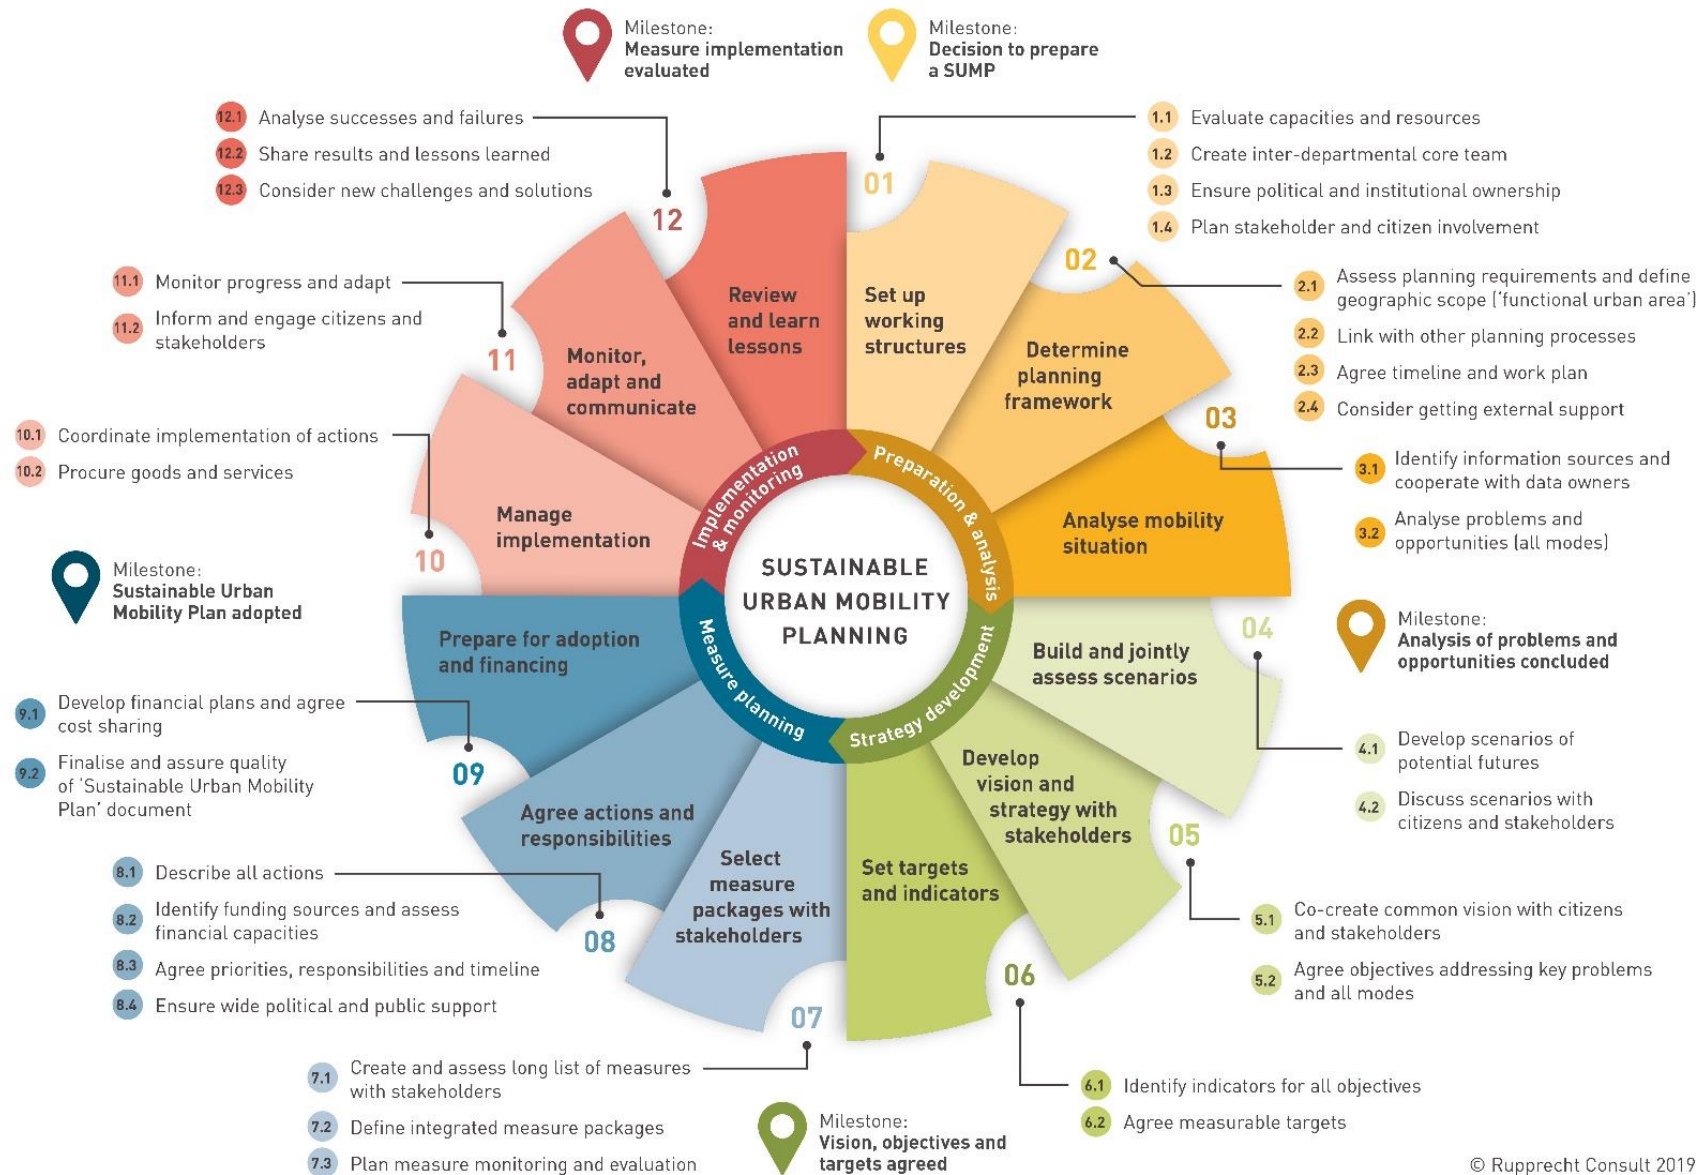 Milestone:
Measure implementation
evaluated
Milestone:
Decision to prepare
a SUMP
12.1 Analyse successes and failures
12.2 Share results and lessons learned
12.3 Consider new challenges and solutions
1.1 Evaluate capacities and resources
1.2 Create inter-departmental core team
1.3 Ensure political and institutional ownership
1.4 Plan stakeholder and citizen involvement
01
Set up
working
structures
02
Determine
planning
framework
2.1 Assess planning requirements and define
geographic scope ('functional urban area')
2.2 Link with other planning processes
2.3 Agree timeline and work plan
2.4 Consider getting external support
03
Analyse mobility
situation
3.1 Identify information sources and
cooperate with data owners
3.2 Analyse problems and
opportunities (all modes)
Milestone:
Analysis of problems and
opportunities concluded
04
Build and jointly
assess scenarios
4.1 Develop scenarios of
potential futures
4.2 Discuss scenarios with
citizens and stakeholders
05
Develop
vision and
strategy with
stakeholders
5.1 Co-create common vision with citizens
and stakeholders
5.2 Agree objectives addressing key problems
and all modes
06
Set targets
and indicators
6.1 Identify indicators for all objectives
6.2 Agree measurable targets
Milestone:
Vision, objectives and
targets agreed
07
Select
measure
packages with
stakeholders
7.1 Create and assess long list of measures
with stakeholders
7.2 Define integrated measure packages
7.3 Plan measure monitoring and evaluation
08
Agree actions and
responsibilities
8.1 Describe all actions
8.2 Identify funding sources and assess
financial capacities
8.3 Agree priorities, responsibilities and timeline
8.4 Ensure wide political and public support
09
Prepare for adoption
and financing
9.1 Develop financial plans and agree
cost sharing
9.2 Finalise and assure quality
of 'Sustainable Urban Mobility
Plan' document
Milestone:
Sustainable Urban
Mobility Plan adopted
10
Manage
implementation
10.1 Coordinate implementation of actions
10.2 Procure goods and services
11
Monitor,
adapt and
communicate
11.1 Monitor progress and adapt
11.2 Inform and engage citizens and
stakeholders
12
Review
and learn
lessons
Preparation & analysis
Strategy development
Measure planning
Implementation
& monitoring
SUSTAINABLE
URBAN MOBILITY
PLANNING
© Rupprecht Consult 2019